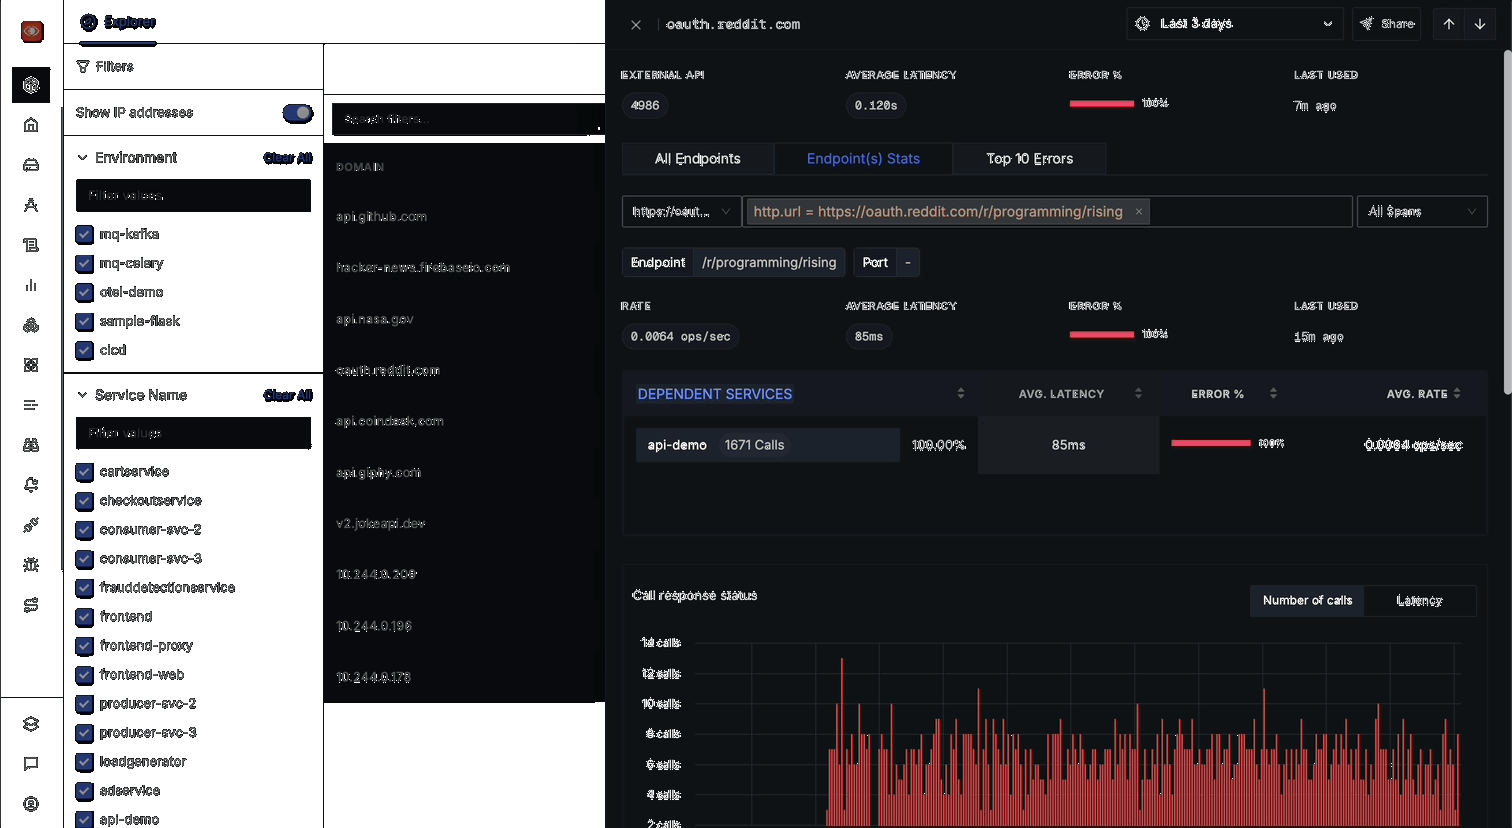 Explorer
Filters
Show IP addresses
Environment Clear All
Filter values
mq-kafka
mq-celery
otel-demo
sample-flask
cicd
Service Name Clear All
Filter values
cartservice
checkoutservice
consumer-svc-2
consumer-svc-3
frauddetectionservice
frontend
frontend-proxy
frontend-web
producer-svc-2
producer-svc-3
loadgenerator
adservice
api-demo
Search filters...
DOMAIN
api.github.com
hacker-news.firebaseio.com
api.nasa.gov
oauth.reddit.com
api.coindesk.com
api.giphy.com
v2.jokeapi.dev
10.244.0.206
10.244.0.196
10.244.0.178
oauth.reddit.com Last 3 days Share
EXTERNAL API AVERAGE LATENCY ERROR % LAST USED
4986 0.120s 100% 7m ago
All Endpoints Endpoint(s) Stats Top 10 Errors
https://oaut... http.url = https://oauth.reddit.com/r/programming/rising × All Spans
Endpoint /r/programming/rising Port -
RATE AVERAGE LATENCY ERROR % LAST USED
0.0064 ops/sec 85ms 100% 15m ago
DEPENDENT SERVICES AVG. LATENCY ERROR % AVG. RATE
api-demo 1671 Calls 100.00% 85ms 100% 0.0064 ops/sec
Call response status Number of calls Latency
14 calls
12 calls
10 calls
8 calls
6 calls
4 calls
2 calls